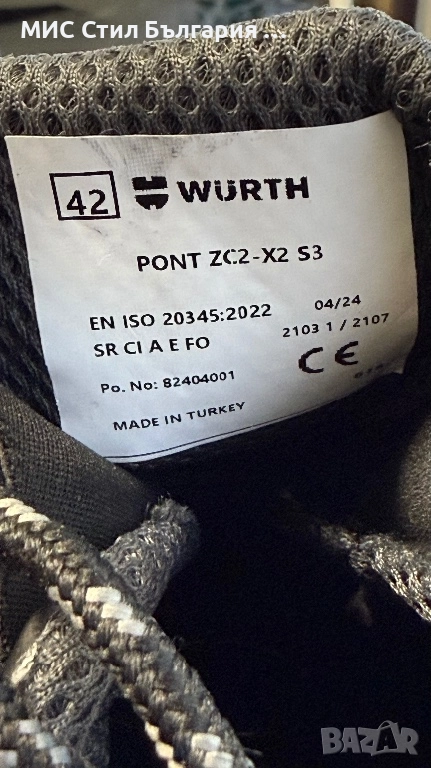 МИС Стил България ...
42 WÜRTH
PONT ZC2-X2 S3
EN ISO 20345:2022 04/24
SR CI A E FO 2103 1 / 2107
Po. No: 82404001 CE
MADE IN TURKEY
BAZAR